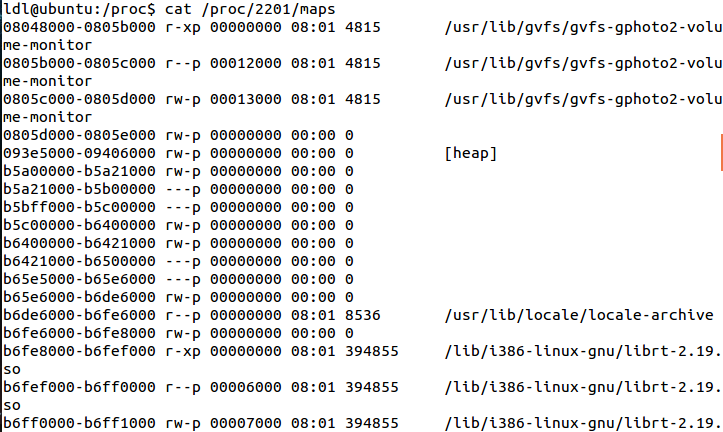 ldl@ubuntu:/proc$ cat /proc/2201/maps
08048000-0805b000 r-xp 00000000 08:01 4815       /usr/lib/gvfs/gvfs-gphoto2-volu
me-monitor
0805b000-0805c000 r--p 00012000 08:01 4815       /usr/lib/gvfs/gvfs-gphoto2-volu
me-monitor
0805c000-0805d000 rw-p 00013000 08:01 4815       /usr/lib/gvfs/gvfs-gphoto2-volu
me-monitor
0805d000-0805e000 rw-p 00000000 00:00 0
093e5000-09406000 rw-p 00000000 00:00 0          [heap]
b5a00000-b5a21000 rw-p 00000000 00:00 0
b5a21000-b5b00000 ---p 00000000 00:00 0
b5bff000-b5c00000 ---p 00000000 00:00 0
b5c00000-b6400000 rw-p 00000000 00:00 0
b6400000-b6421000 rw-p 00000000 00:00 0
b6421000-b6500000 ---p 00000000 00:00 0
b65e5000-b65e6000 ---p 00000000 00:00 0
b65e6000-b6de6000 rw-p 00000000 00:00 0
b6de6000-b6fe6000 r--p 00000000 08:01 8536       /usr/lib/locale/locale-archive
b6fe6000-b6fe8000 rw-p 00000000 00:00 0
b6fe8000-b6fef000 r-xp 00000000 08:01 394855     /lib/i386-linux-gnu/librt-2.19.
so
b6fef000-b6ff0000 r--p 00006000 08:01 394855     /lib/i386-linux-gnu/librt-2.19.
so
b6ff0000-b6ff1000 rw-p 00007000 08:01 394855     /lib/i386-linux-gnu/librt-2.19.